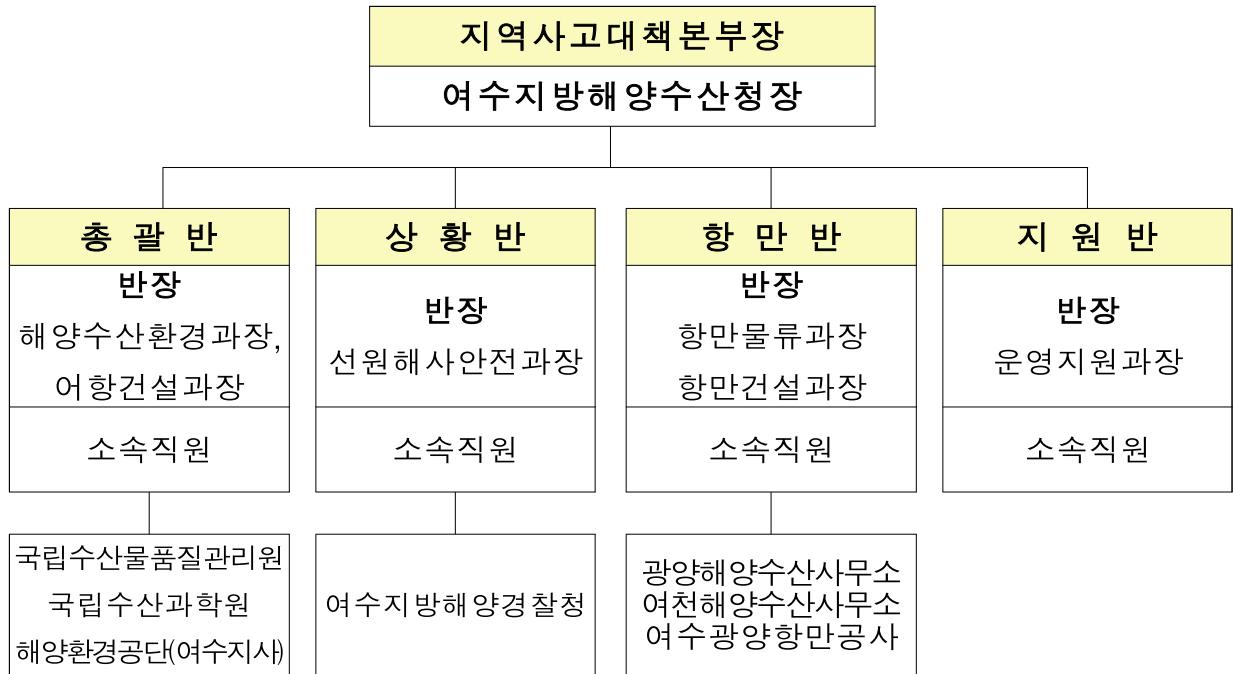 지역사고대책본부장
여수지방해양수산청장
총 괄 반
반장
해양수산환경과장,
어항건설과장
소속직원
국립수산물품질관리원
국립수산과학원
해양환경공단(여수지사)
상 황 반
반장
선원해사안전과장
소속직원
여수지방해양경찰청
항 만 반
반장
항만물류과장
항만건설과장
소속직원
광양해양수산사무소
여천해양수산사무소
여수광양항만공사
지 원 반
반장
운영지원과장
소속직원